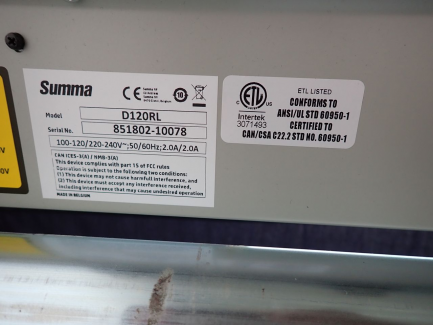 Summa
CE
10
Model D120RL
Serial No. 851802-10078
100-120/220-240V~;50/60Hz;2.0A/2.0A
CAN ICES-3(A) / NMB-3(A)
This device complies with part 15 of FCC rules
Operation is subject to the following two conditions:
(1) This device may not cause harmful interference, and
(2) This device must accept any interference received,
including interference that may cause undesired operation
MADE IN BELGIUM
ETL
CM
US
Intertek
3071493
ETL LISTED
CONFORMS TO
ANSI/UL STD 60950-1
CERTIFIED TO
CAN/CSA C22.2 STD NO. 60950-1